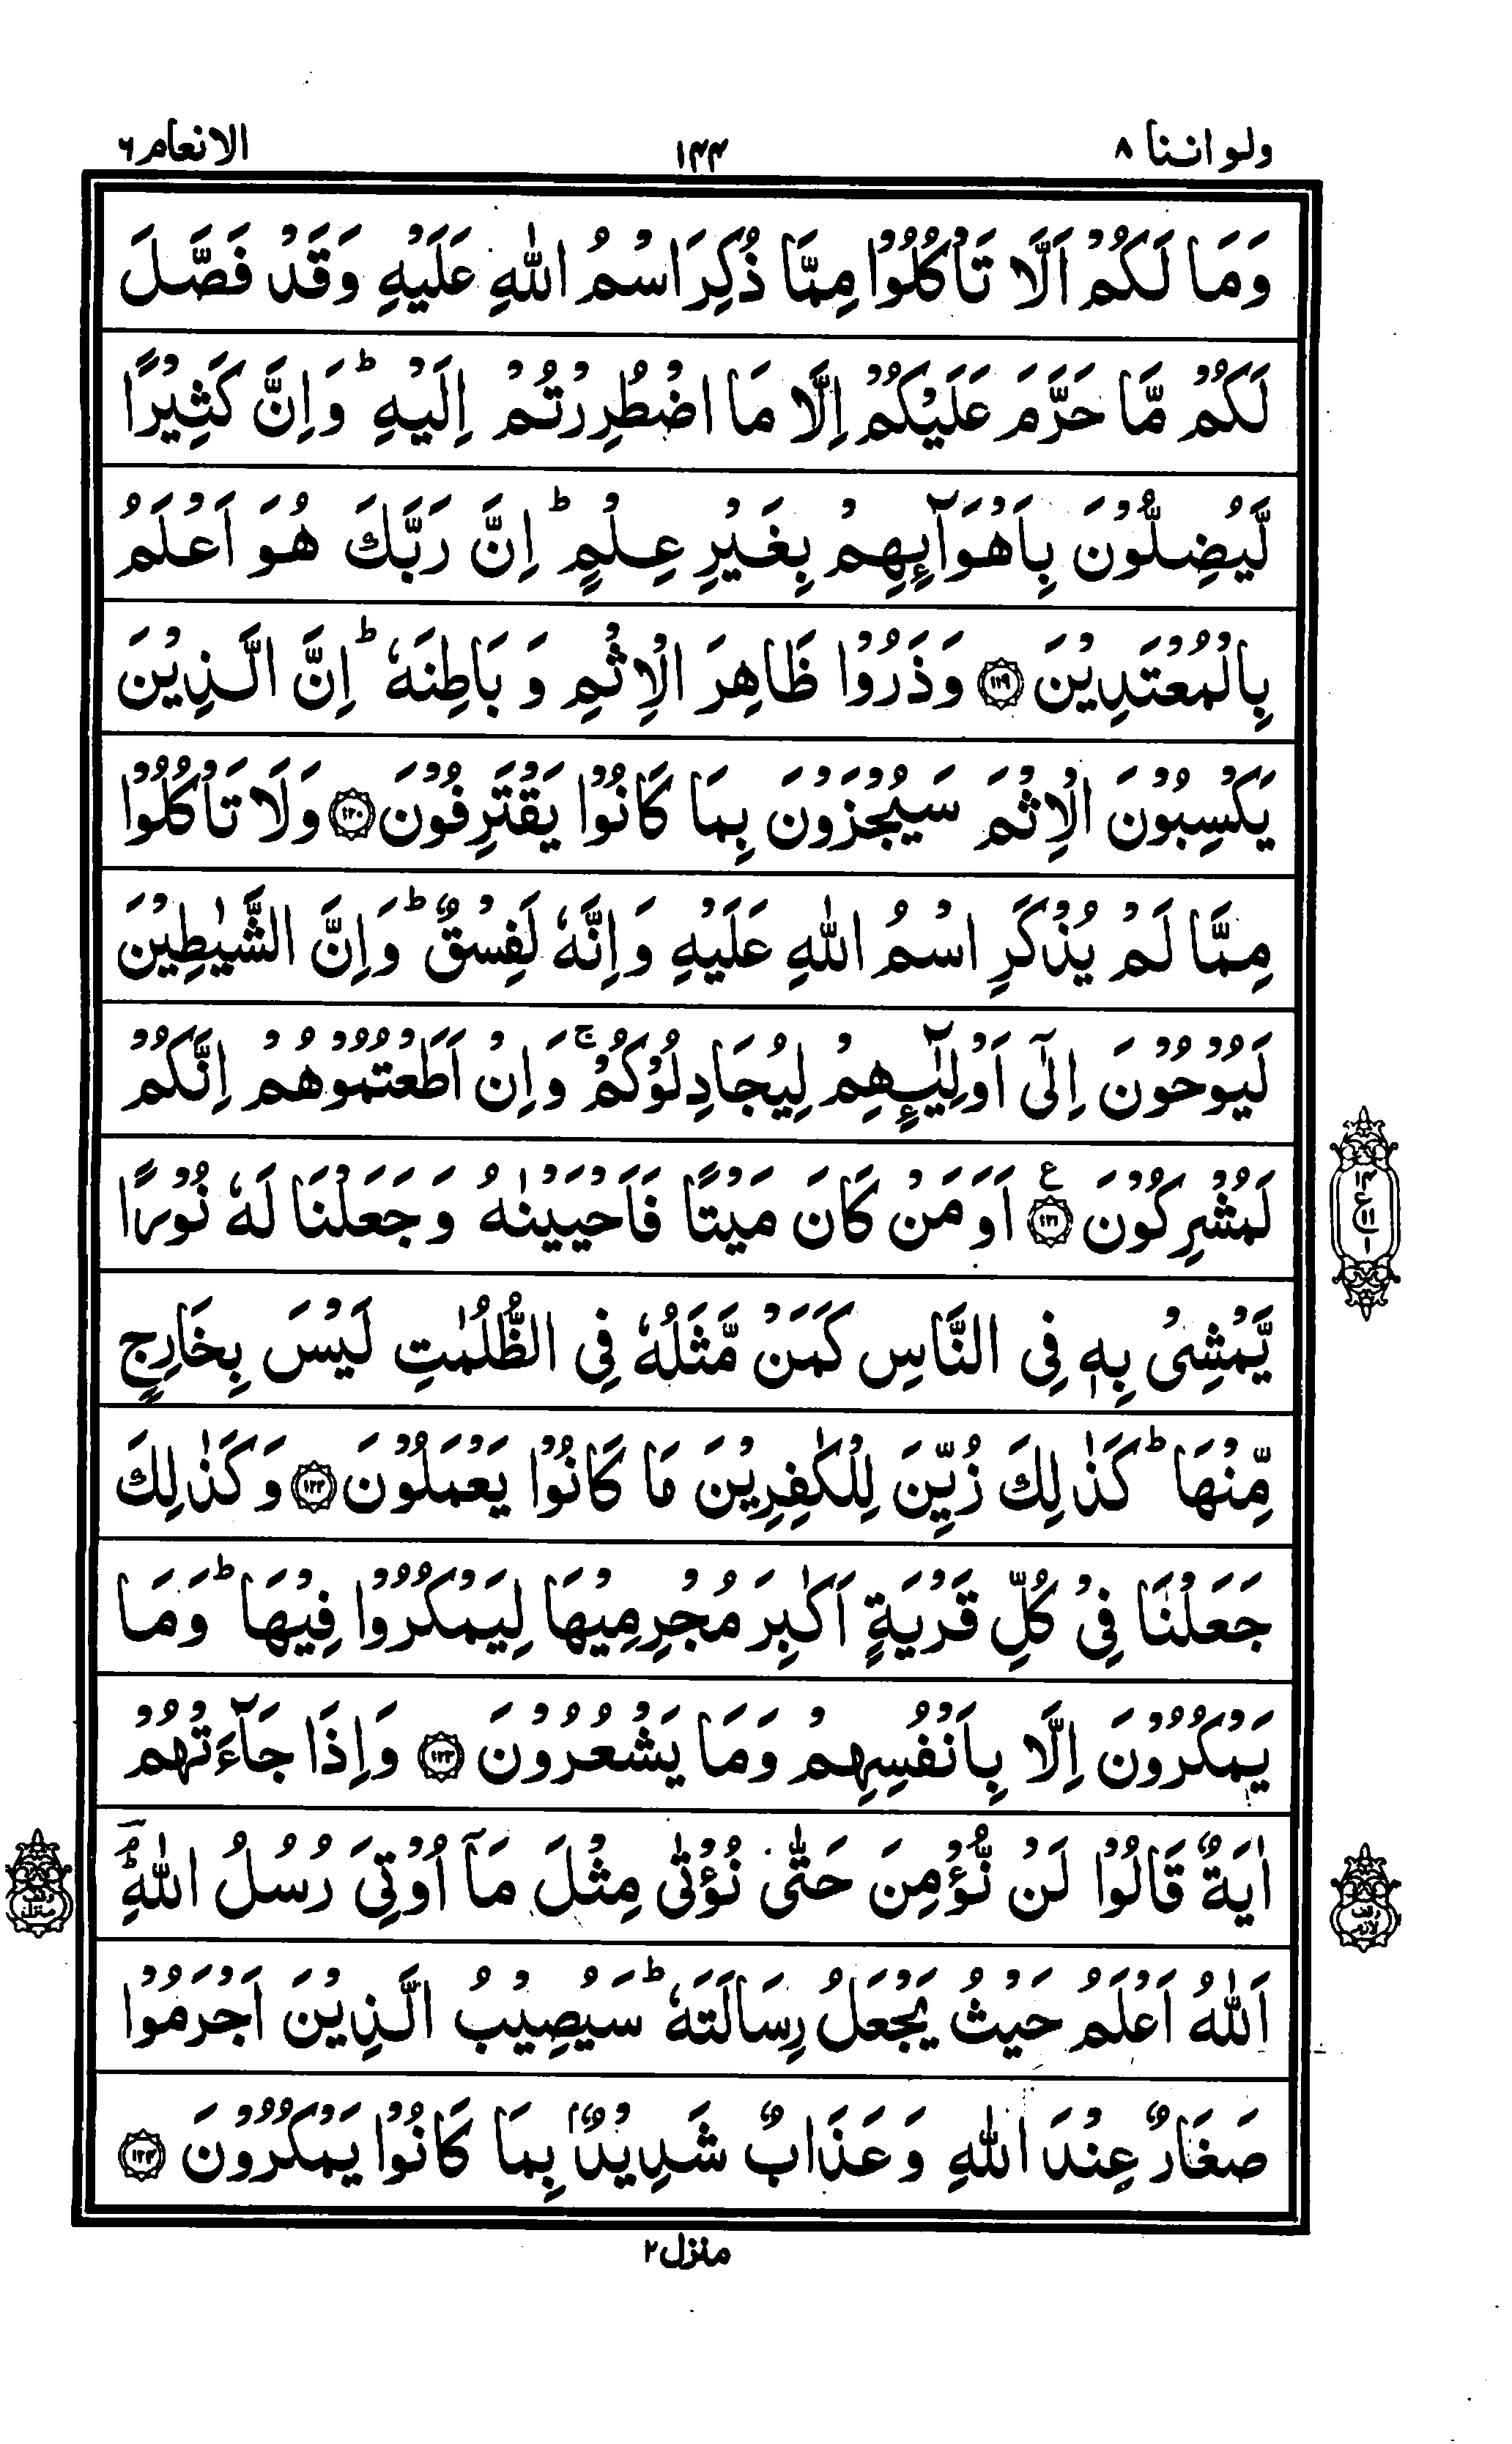 ولو اننا ٨
١٤٤
الانعام ٦
وَمَا لَكُمْ اَلَّا تَاْكُلُوْا مِمَّا ذُكِرَ اسْمُ اللّٰهِ عَلَيْهِ وَقَدْ فَصَّلَ
لَكُمْ مَّا حَرَّمَ عَلَيْكُمْ اِلَّا مَا اضْطُرِرْتُمْ اِلَيْهِ ؕ وَاِنَّ كَثِيْرًا
لَّيُضِلُّوْنَ بِاَهْوَآىِٕهِمْ بِغَيْرِ عِلْمٍ ؕ اِنَّ رَبَّكَ هُوَ اَعْلَمُ
بِالْمُعْتَدِيْنَ ۝١١٩ وَذَرُوْا ظَاهِرَ الْاِثْمِ وَ بَاطِنَهٗ ؕ اِنَّ الَّذِيْنَ
يَكْسِبُوْنَ الْاِثْمَ سَيُجْزَوْنَ بِمَا كَانُوْا يَقْتَرِفُوْنَ ۝١٢٠ وَلَا تَاْكُلُوْا
مِمَّا لَمْ يُذْكَرِ اسْمُ اللّٰهِ عَلَيْهِ وَاِنَّهٗ لَفِسْقٌ ؕ وَاِنَّ الشَّيٰطِيْنَ
لَيُوْحُوْنَ اِلٰٓى اَوْلِيٰٓـِٕهِمْ لِيُجَادِلُوْكُمْ ۚ وَاِنْ اَطَعْتُمُوْهُمْ اِنَّكُمْ
لَمُشْرِكُوْنَ ۝١٢١ ع اَوَمَنْ كَانَ مَيْتًا فَاَحْيَيْنٰهُ وَجَعَلْنَا لَهٗ نُوْرًا
يَّمْشِىْ بِهٖ فِى النَّاسِ كَمَنْ مَّثَلُهٗ فِى الظُّلُمٰتِ لَيْسَ بِخَارِجٍ
مِّنْهَا ؕ كَذٰلِكَ زُيِّنَ لِلْكٰفِرِيْنَ مَا كَانُوْا يَعْمَلُوْنَ ۝١٢٢ وَكَذٰلِكَ
جَعَلْنَا فِىْ كُلِّ قَرْيَةٍ اَكٰبِرَ مُجْرِمِيْهَا لِيَمْكُرُوْا فِيْهَا ؕ وَمَا
يَمْكُرُوْنَ اِلَّا بِاَنْفُسِهِمْ وَمَا يَشْعُرُوْنَ ۝١٢٣ وَاِذَا جَآءَتْهُمْ
اٰيَةٌ قَالُوْا لَنْ نُّؤْمِنَ حَتّٰى نُؤْتٰى مِثْلَ مَآ اُوْتِىَ رُسُلُ اللّٰهِ ؕۘ
اَللّٰهُ اَعْلَمُ حَيْثُ يَجْعَلُ رِسَالَتَهٗ ؕ سَيُصِيْبُ الَّذِيْنَ اَجْرَمُوْا
صَغَارٌ عِنْدَ اللّٰهِ وَعَذَابٌ شَدِيْدٌۢ بِمَا كَانُوْا يَمْكُرُوْنَ ۝١٢٤
منزل ٢